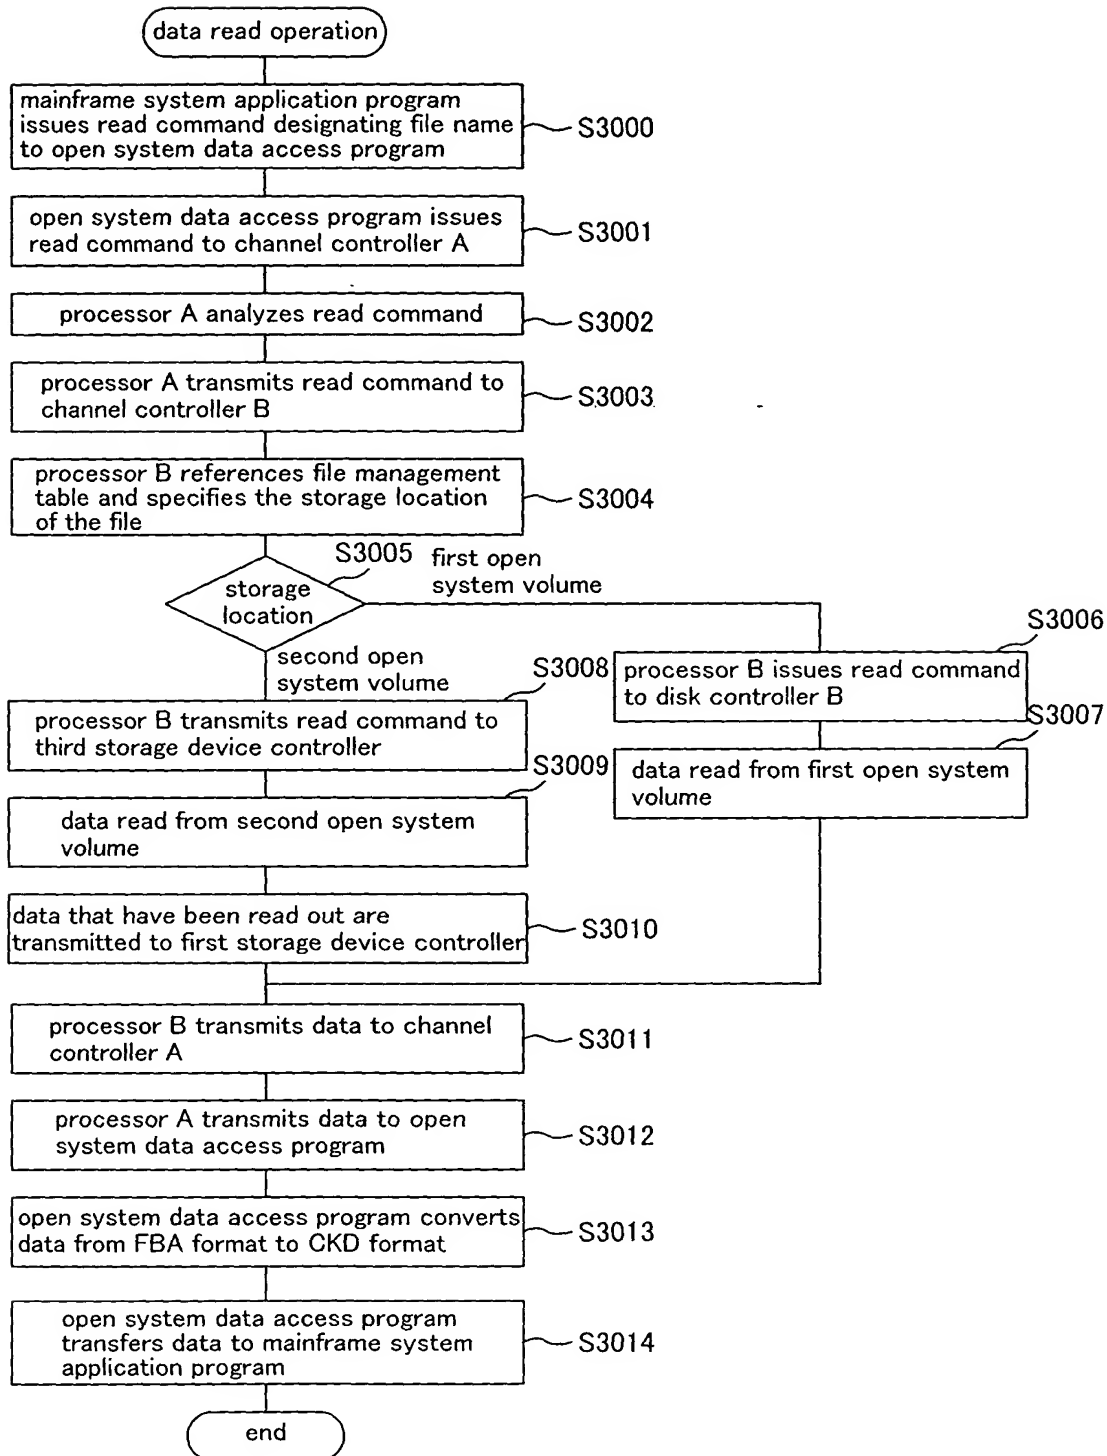 data read operation
mainframe system application program
issues read command designating file name
to open system data access program
S3000
open system data access program issues
read command to channel controller A
S3001
processor A analyzes read command
S3002
processor A transmits read command to
channel controller B
S3003
processor B references file management
table and specifies the storage location
of the file
S3004
S3005
first open
system volume
storage
location
second open
system volume
S3006
processor B issues read command
to disk controller B
S3007
data read from first open system
volume
S3008
processor B transmits read command to
third storage device controller
S3009
data read from second open system
volume
data that have been read out are
transmitted to first storage device controller
S3010
processor B transmits data to channel
controller A
S3011
processor A transmits data to open
system data access program
S3012
open system data access program converts
data from FBA format to CKD format
S3013
open system data access program
transfers data to mainframe system
application program
S3014
end